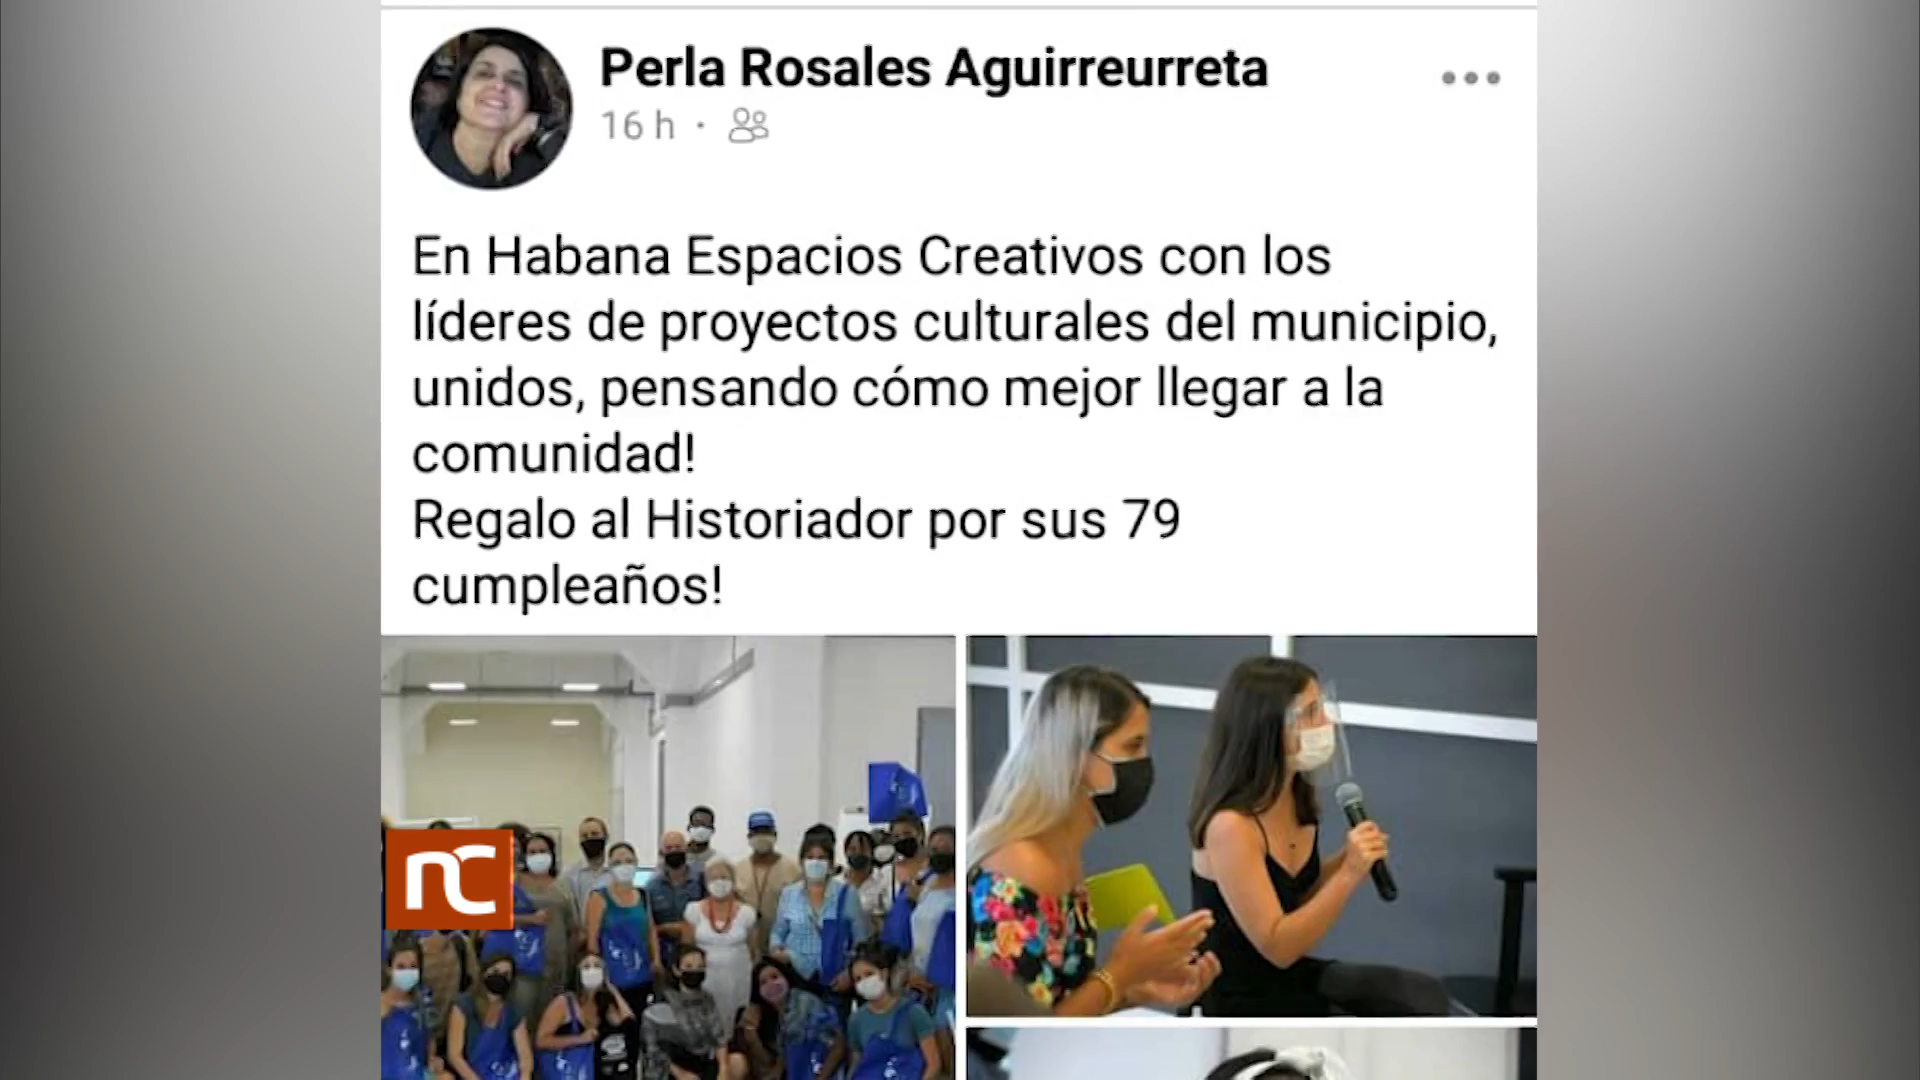 Perla Rosales Aguirreurreta
16 h ·
En Habana Espacios Creativos con los
líderes de proyectos culturales del municipio,
unidos, pensando cómo mejor llegar a la
comunidad!
Regalo al Historiador por sus 79
cumpleaños!
nc